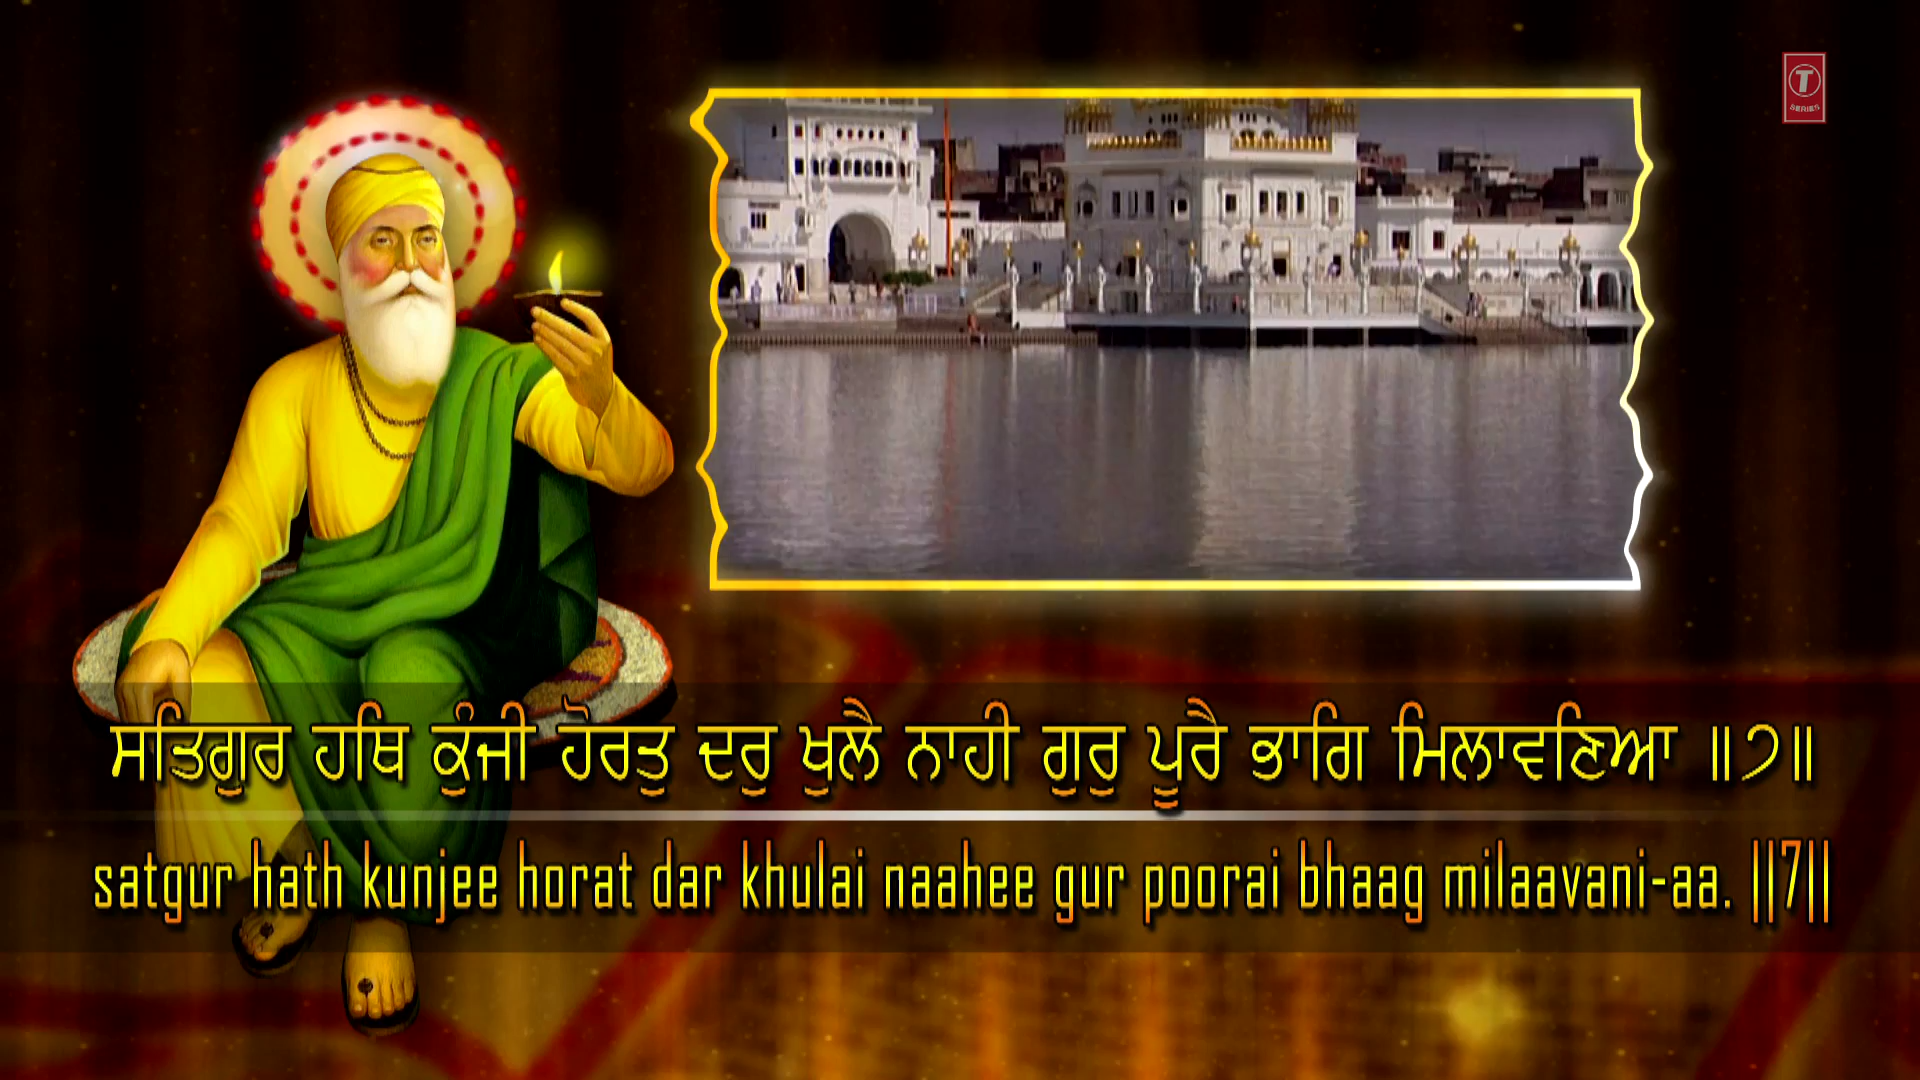 T
SERIES
ਸਤਿਗੁਰ ਹਥਿ ਕੁੰਜੀ ਹੋਰਤੁ ਦਰੁ ਖੁਲੈ ਨਾਹੀ ਗੁਰੁ ਪੂਰੈ ਭਾਗਿ ਮਿਲਾਵਣਿਆ ॥੭॥
satgur hath kunjee horat dar khulai naahee gur poorai bhaag milaavani-aa. ||7||